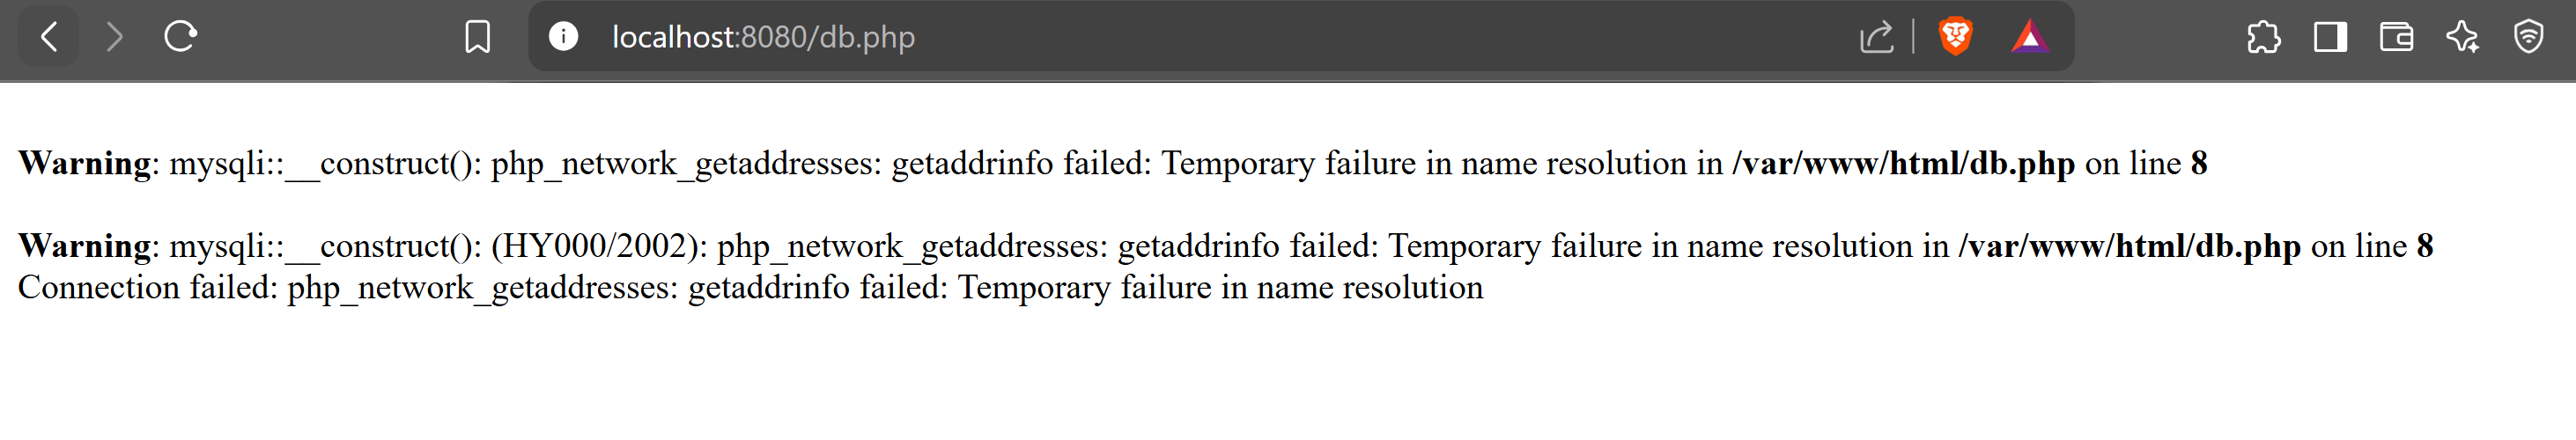 localhost:8080/db.php
Warning: mysqli::__construct(): php_network_getaddresses: getaddrinfo failed: Temporary failure in name resolution in /var/www/html/db.php on line 8
Warning: mysqli::__construct(): (HY000/2002): php_network_getaddresses: getaddrinfo failed: Temporary failure in name resolution in /var/www/html/db.php on line 8
Connection failed: php_network_getaddresses: getaddrinfo failed: Temporary failure in name resolution